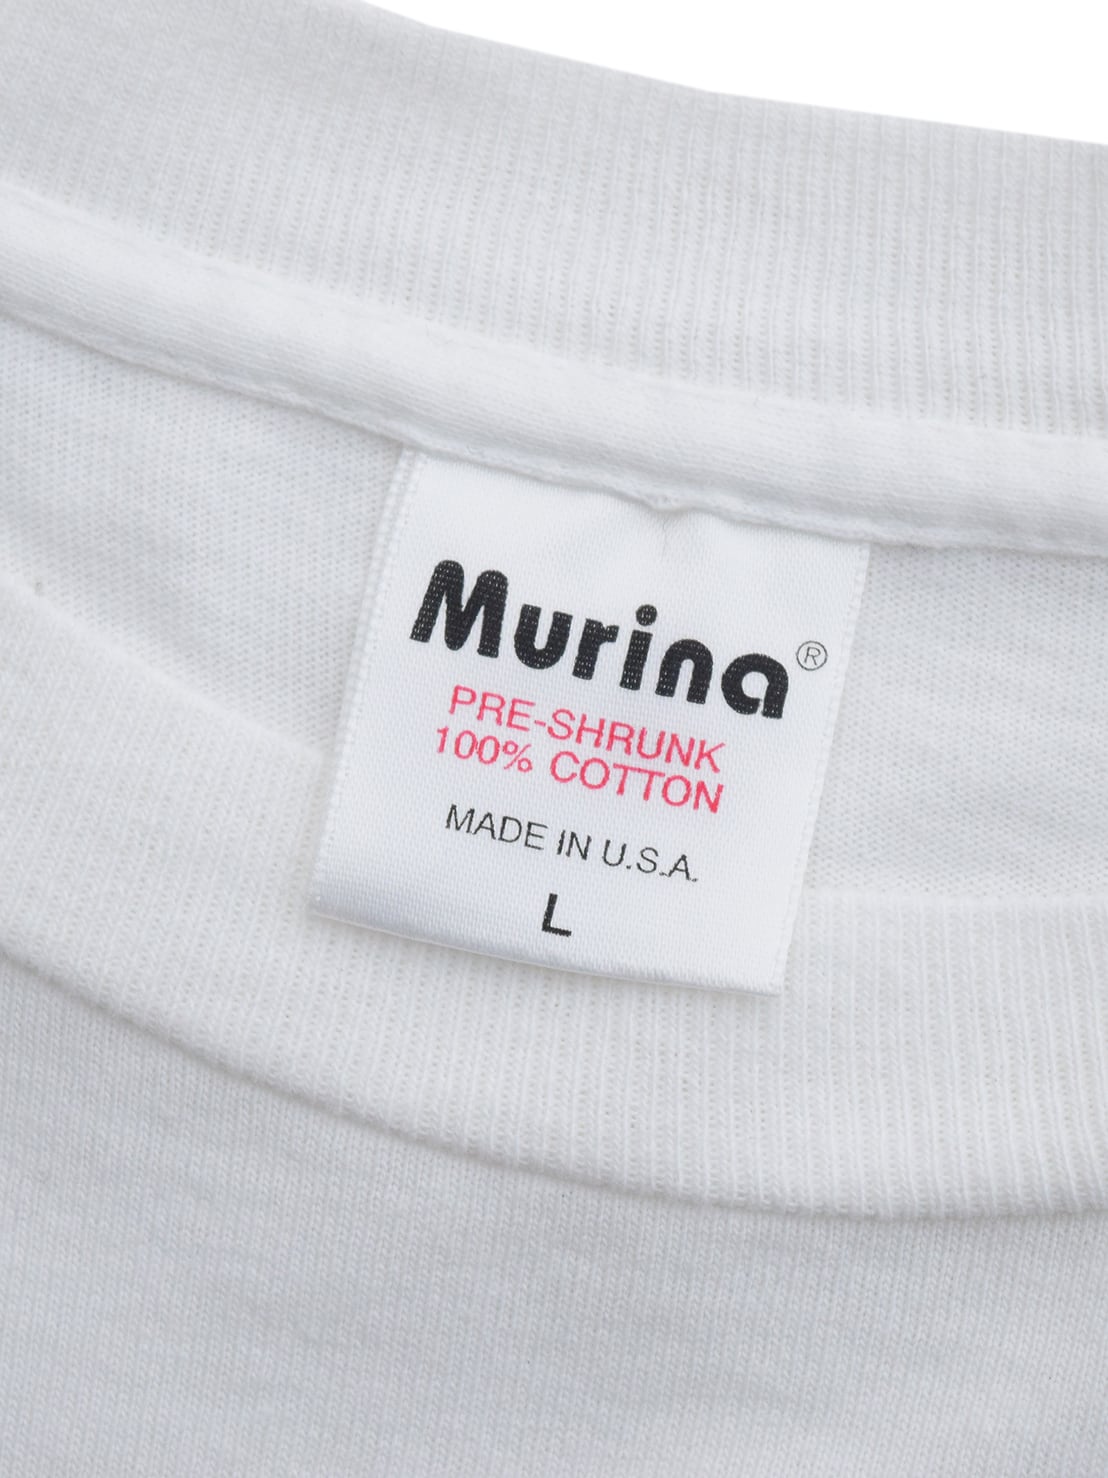 Murina®
PRE-SHRUNK
100% COTTON
MADE IN U.S.A.
L